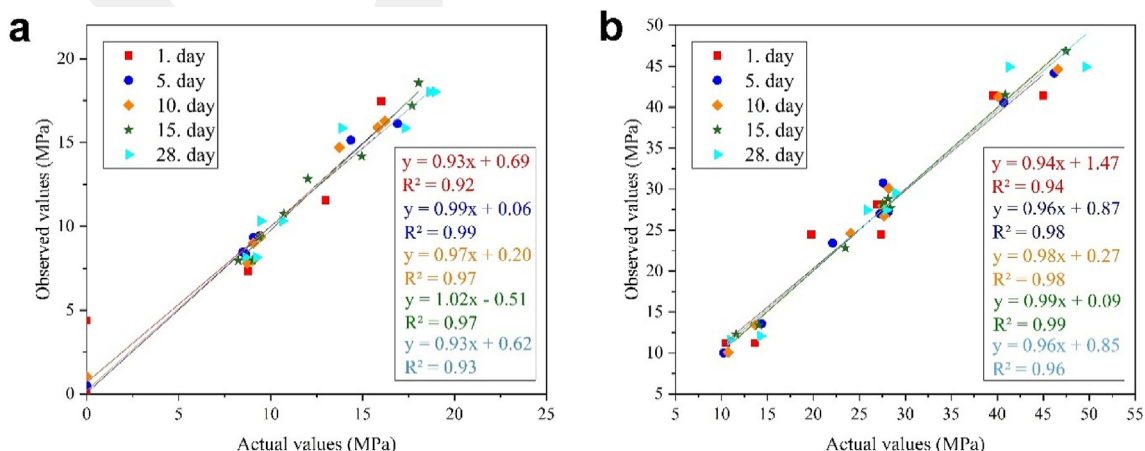 a
Observed values (MPa)
20
15
10
5
0
1. day
5. day
10. day
15. day
28. day
y = 0.93x + 0.69
R² = 0.92
y = 0.99x + 0.06
R² = 0.99
y = 0.97x + 0.20
R² = 0.97
y = 1.02x - 0.51
R² = 0.97
y = 0.93x + 0.62
R² = 0.93
0 5 10 15 20 25
Actual values (MPa)
b
Observed values (MPa)
50
45
40
35
30
25
20
15
10
5
1. day
5. day
10. day
15. day
28. day
y = 0.94x + 1.47
R² = 0.94
y = 0.96x + 0.87
R² = 0.98
y = 0.98x + 0.27
R² = 0.98
y = 0.99x + 0.09
R² = 0.99
y = 0.96x + 0.85
R² = 0.96
5 10 15 20 25 30 35 40 45 50 55
Actual values (MPa)